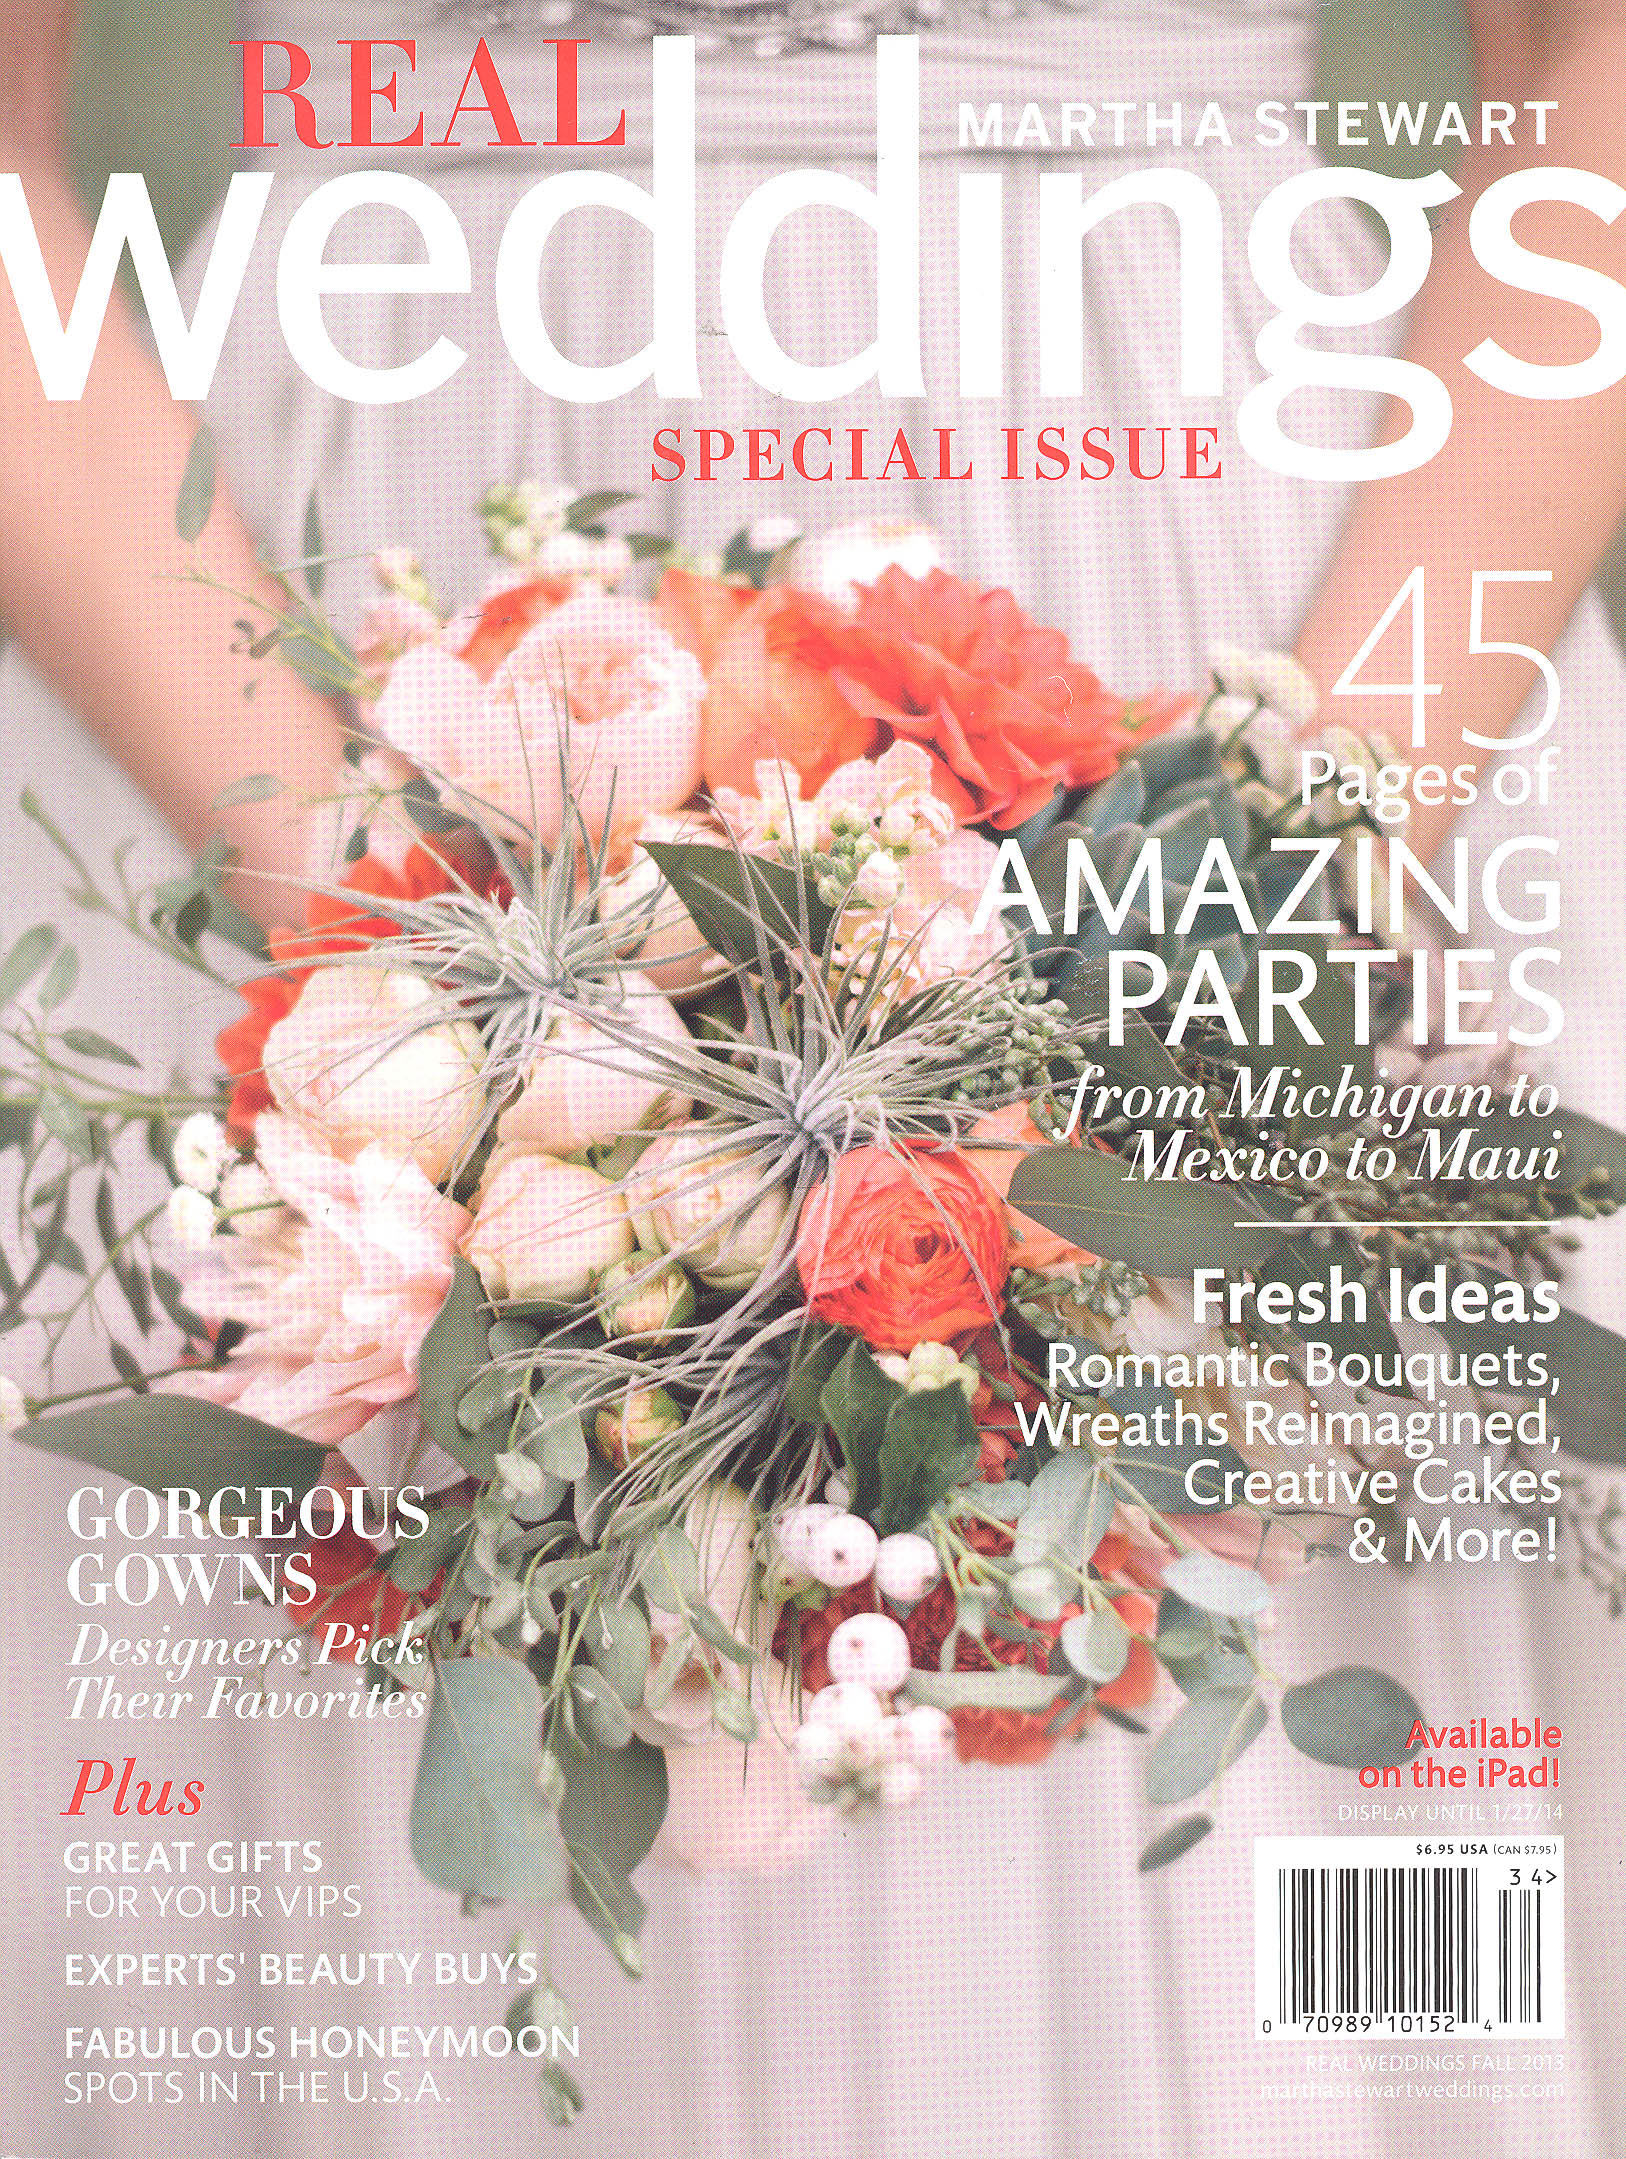 REAL
MARTHA STEWART
weddings
SPECIAL ISSUE
45
Pages of
AMAZING
PARTIES
from Michigan to
Mexico to Maui
Fresh Ideas
Romantic Bouquets,
Wreaths Reimagined,
Creative Cakes
& More!
GORGEOUS
GOWNS
Designers Pick
Their Favorites
Plus
GREAT GIFTS
FOR YOUR VIPS
EXPERTS' BEAUTY BUYS
FABULOUS HONEYMOON
SPOTS IN THE U.S.A.
Available
on the iPad!
DISPLAY UNTIL 1/27/14
$6.95 USA (CAN $7.95)
34>
0 70989 10152 4
REAL WEDDINGS FALL 2013
marthastewartweddings.com